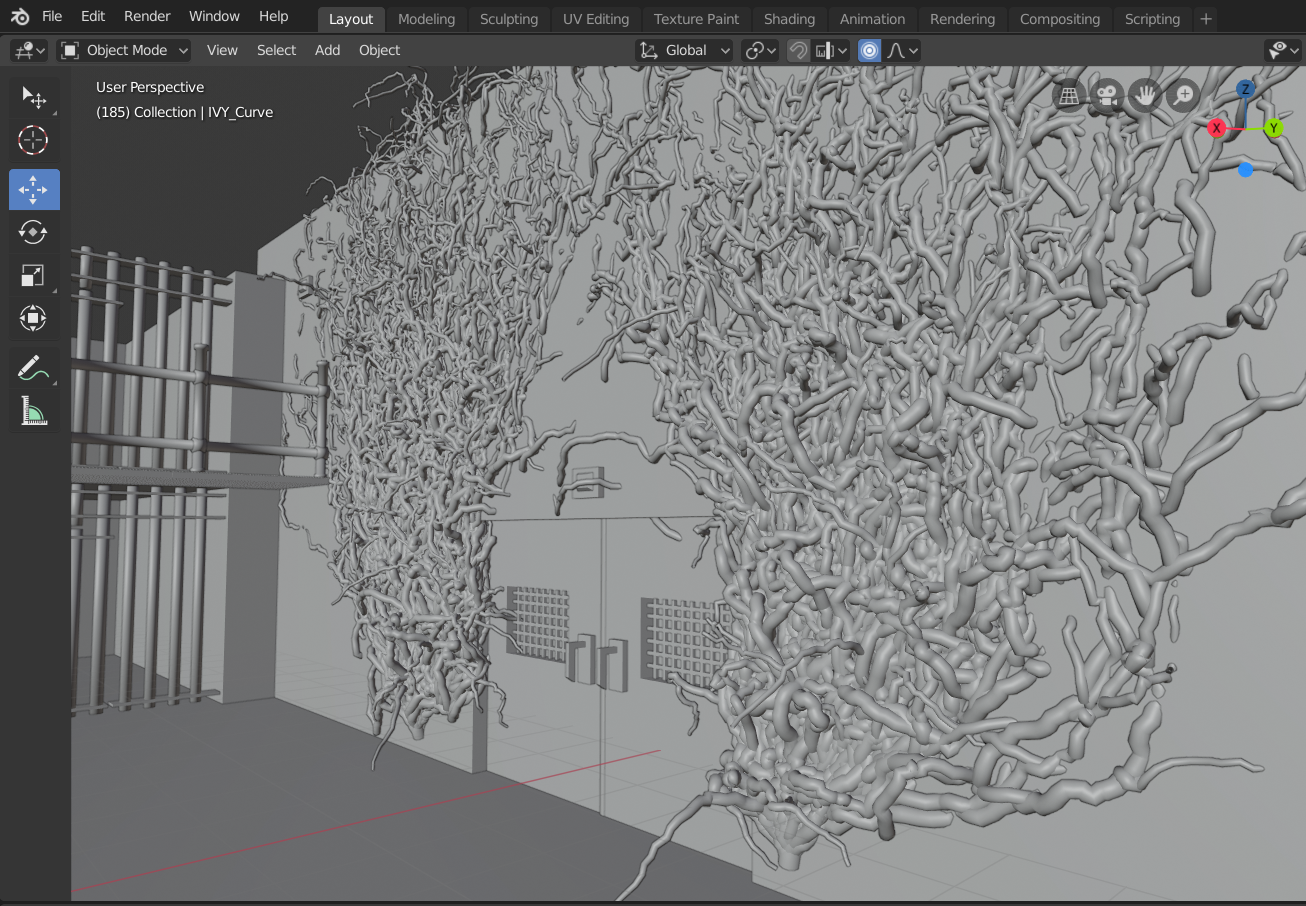 File Edit Render Window Help Layout Modeling Sculpting UV Editing Texture Paint Shading Animation Rendering Compositing Scripting +
Object Mode View Select Add Object Global
User Perspective
(185) Collection | IVY_Curve
Z
X Y